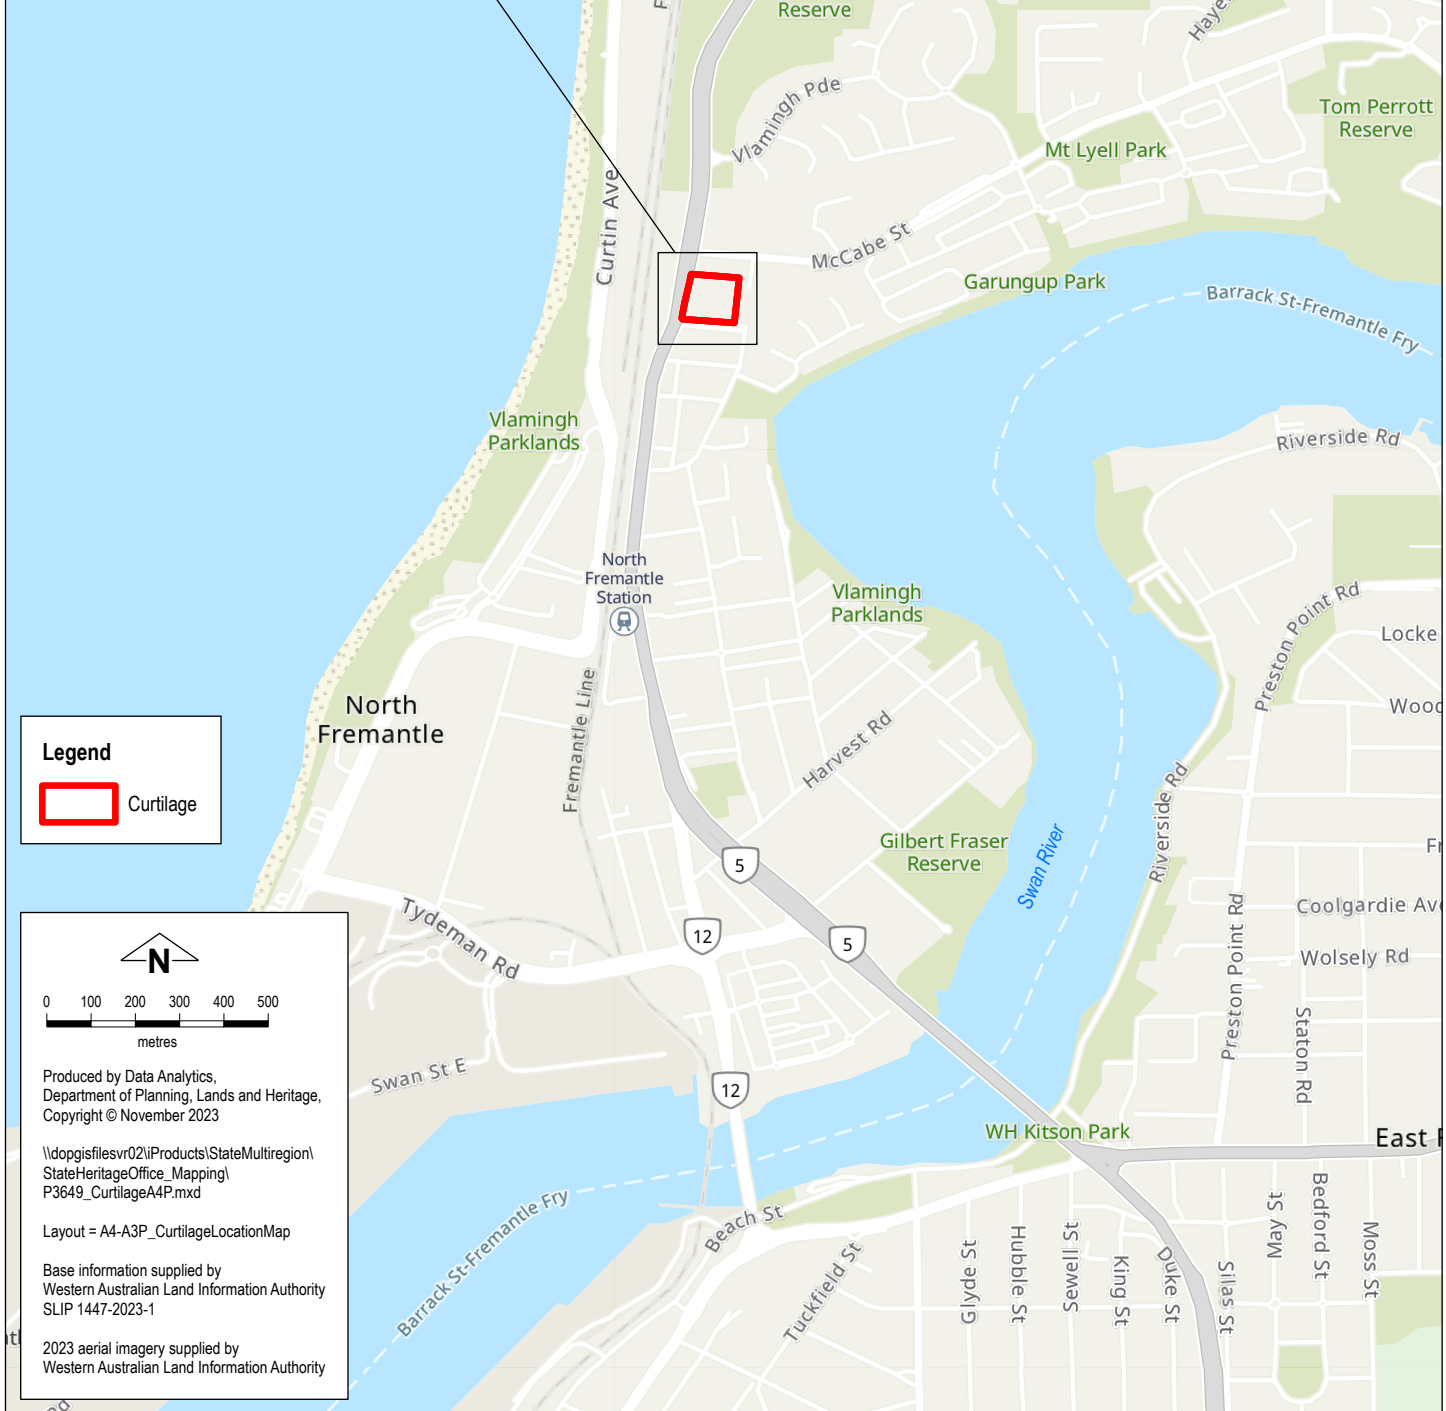 Reserve
Vlamingh Pde
Tom Perrott
Reserve
Mt Lyell Park
Curtin Ave
McCabe St
Garungup Park
Barrack St-Fremantle Fry
Vlamingh
Parklands
Riverside Rd
North
Fremantle
Station
Vlamingh
Parklands
Preston Point Rd
Locke
North
Fremantle
Fremantle Line
Harvest Rd
Legend
Curtilage
Riverside Rd
Gilbert Fraser
Reserve
Swan River
5
Tydeman Rd
12
5
Preston Point Rd
Coolgardie Ave
Wolsely Rd
Staton Rd
N
0 100 200 300 400 500
metres
Swan St E
12
Produced by Data Analytics,
Department of Planning, Lands and Heritage,
Copyright © November 2023
\\dopgisfilesvr02\iProducts\StateMultiregion\
StateHeritageOffice_Mapping\
P3649_CurtilageA4P.mxd
Layout = A4-A3P_CurtilageLocationMap
Base information supplied by
Western Australian Land Information Authority
SLIP 1447-2023-1
2023 aerial imagery supplied by
Western Australian Land Information Authority
WH Kitson Park
East
Barrack St-Fremantle Fry
Beach St
Tuckfield St
Glyde St
Hubble St
Sewell St
King St
Duke St
Silas St
May St
Bedford St
Moss St